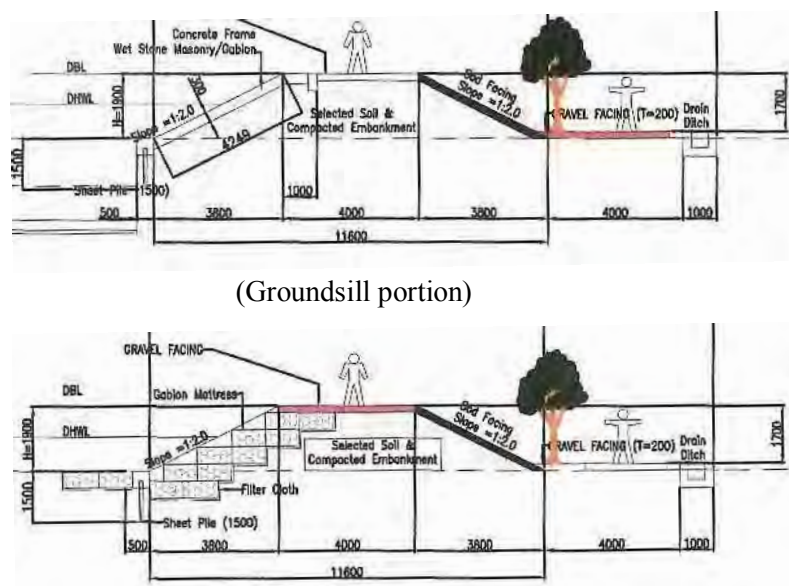 Concrete Frame
Wet Stone Masonry/Gabion
DBL
DHWL
H=1900
300
Slope =1:2.0
4249
Selected Soil &
Compacted Embankment
Sod Facing
Slope =1:2.0
GRAVEL FACING (T=200)
Drain
Ditch
1700
1500
Sheet Pile (1500)
1000
500
3800
4000
3800
4000
1000
11600
(Groundsill portion)
GRAVEL FACING
DBL
Gabion Mattress
DHWL
H=1900
Slope =1:2.0
Selected Soil &
Compacted Embankment
Sod Facing
Slope =1:2.0
GRAVEL FACING (T=200)
Drain
Ditch
1700
1500
Filter Cloth
Sheet Pile (1500)
500
3800
4000
3800
4000
1000
11600